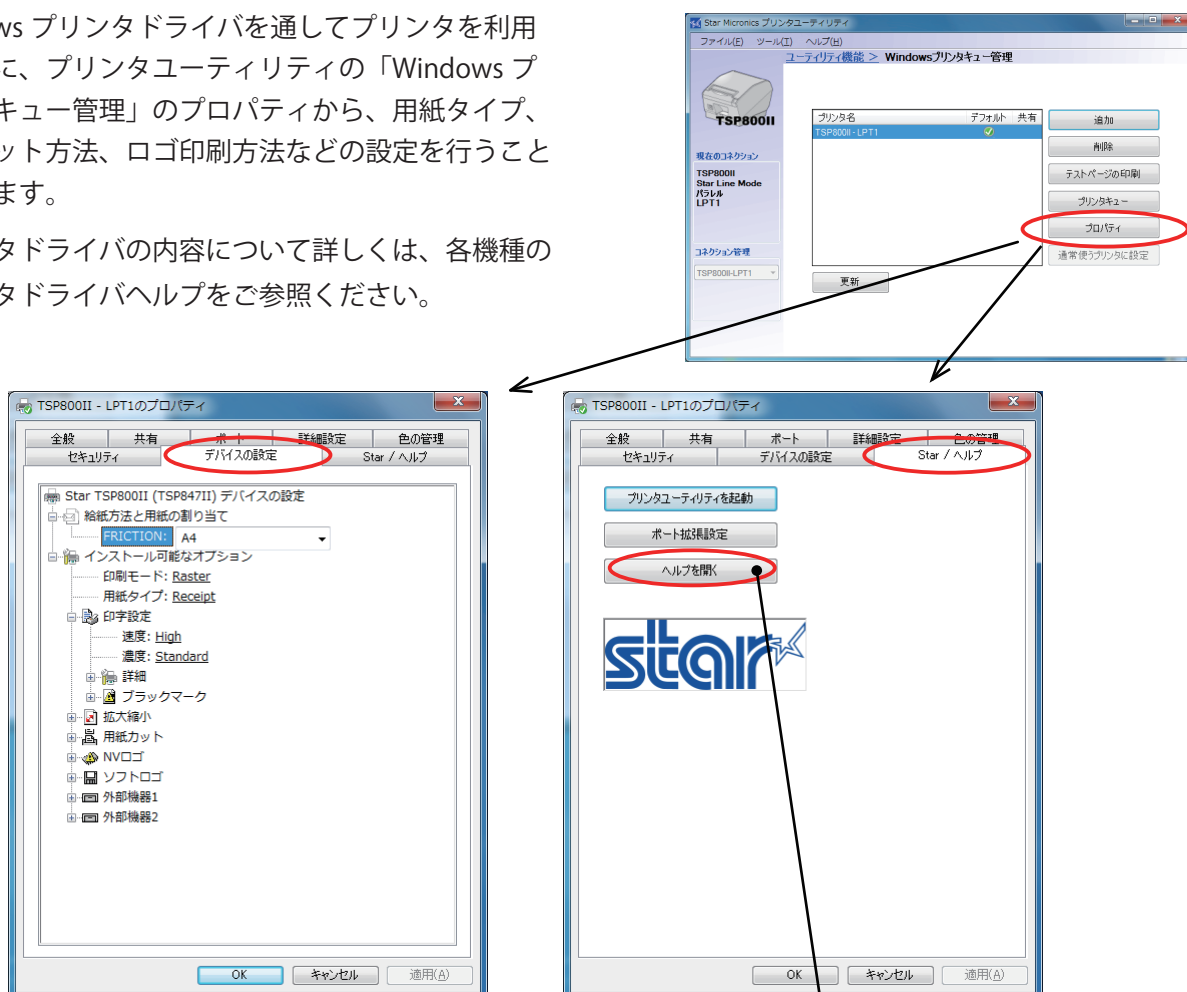 ws プリンタドライバを通してプリンタを利用
に、プリンタユーティリティの「Windows プ
キュー管理」のプロパティから、用紙タイプ、
ット方法、ロゴ印刷方法などの設定を行うこと
ます。
タドライバの内容について詳しくは、各機種の
タドライバヘルプをご参照ください。
Star Micronics プリンタユーティリティ
ファイル(F) ツール(T) ヘルプ(H)
ユーティリティ機能 > Windowsプリンタキュー管理
TSP800II
現在のコネクション
TSP800II
Star Line Mode
パラレル
LPT1
コネクション管理
TSP800II-LPT1
プリンタ名 デフォルト 共有
TSP800II - LPT1
更新
追加
削除
テストページの印刷
プリンタキュー
プロパティ
通常使うプリンタに設定
TSP800II - LPT1のプロパティ
全般 共有 ポート 詳細設定 色の管理
セキュリティ デバイスの設定 Star / ヘルプ
Star TSP800II (TSP847II) デバイスの設定
給紙方法と用紙の割り当て
FRICTION: A4
インストール可能なオプション
印刷モード: Raster
用紙タイプ: Receipt
印字設定
速度: High
濃度: Standard
詳細
ブラックマーク
拡大縮小
用紙カット
NVロゴ
ソフトロゴ
外部機器1
外部機器2
OK キャンセル 適用(A)
TSP800II - LPT1のプロパティ
全般 共有 ポート 詳細設定 色の管理
セキュリティ デバイスの設定 Star / ヘルプ
プリンタユーティリティを起動
ポート拡張設定
ヘルプを開く
star
OK キャンセル 適用(A)